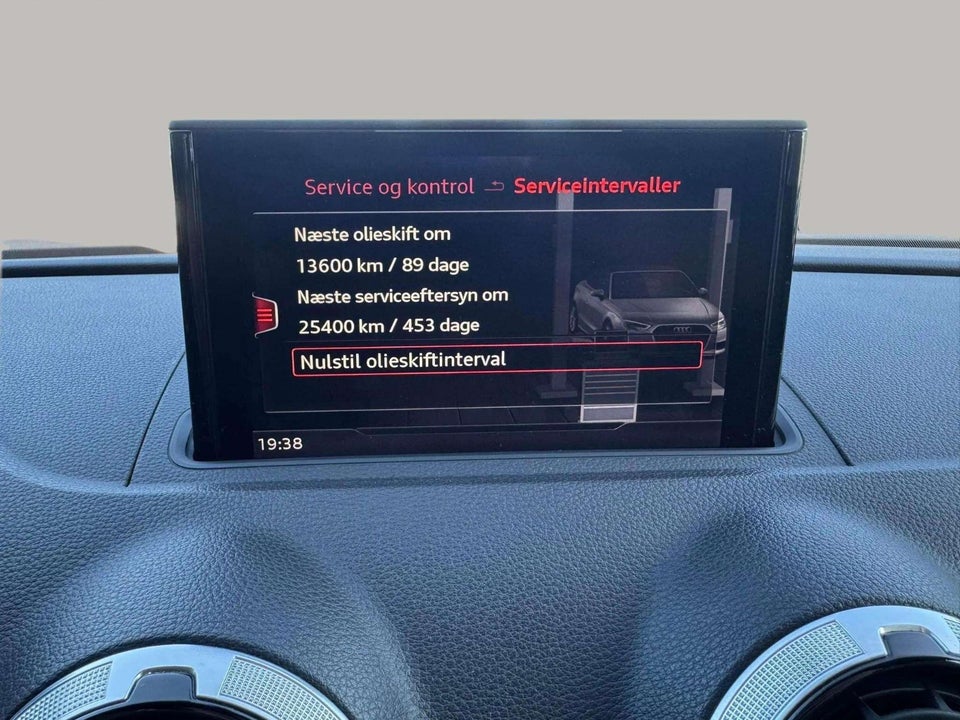 Service og kontrol Serviceintervaller
Næste olieskift om
13600 km / 89 dage
Næste serviceeftersyn om
25400 km / 453 dage
Nulstil olieskiftinterval
19:38